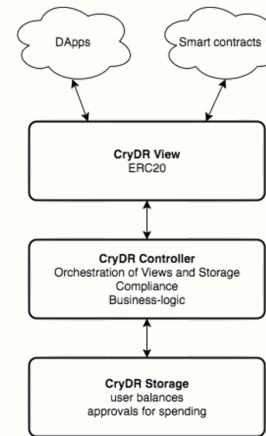 DApps
Smart contracts
CryDR View
ERC20
CryDR Controller
Orchestration of Views and Storage
Compliance
Business-logic
CryDR Storage
user balances
approvals for spending